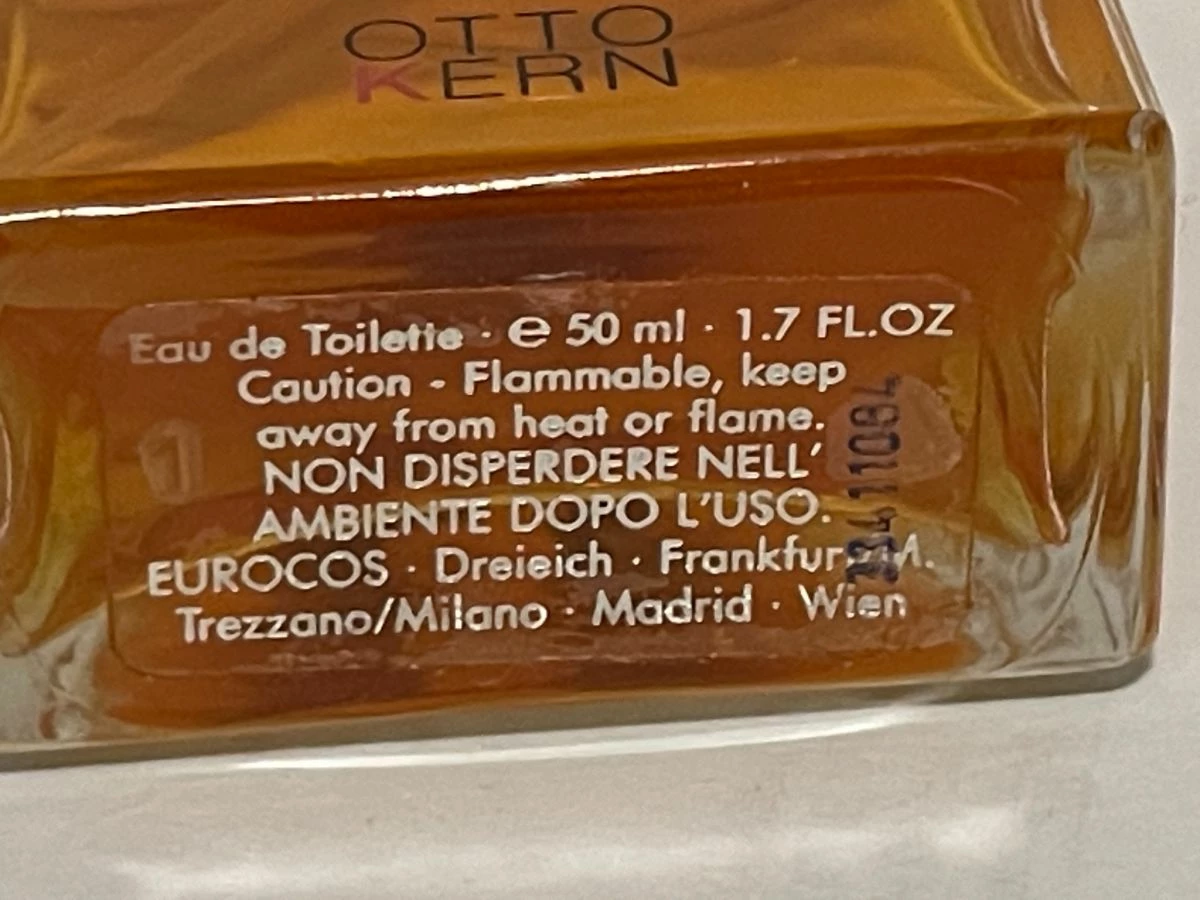 OTTO
KERN
Eau de Toilette · e 50 ml · 1.7 FL.OZ
Caution - Flammable, keep
away from heat or flame.
NON DISPERDERE NELL'
AMBIENTE DOPO L'USO.
EUROCOS · Dreieich ·
Trezzano/Milano · Madrid · Wien